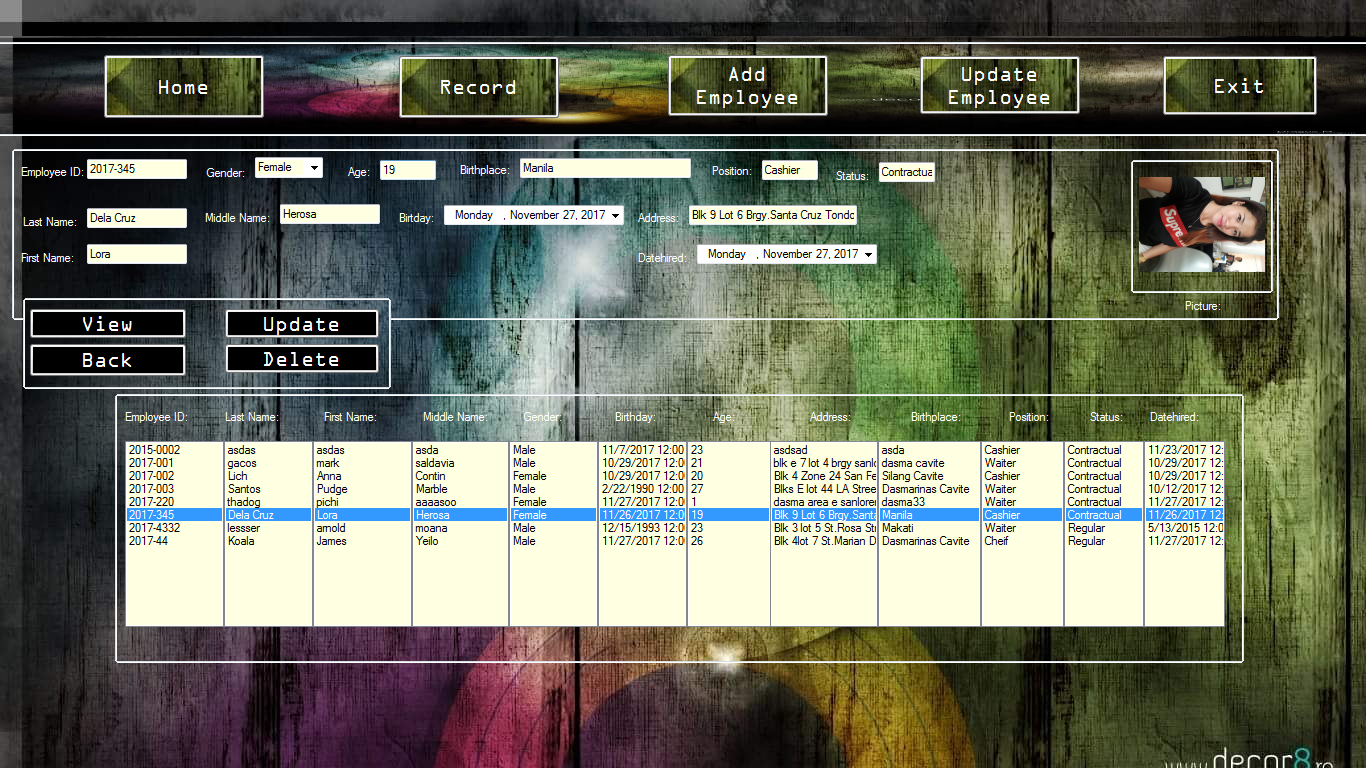 Home
Record
Add
Employee
Update
Employee
Exit
Employee ID: 2017-345 Gender: Female Age: 19 Birthplace: Manila Position: Cashier Status: Contractua
Last Name: Dela Cruz Middle Name: Herosa Birtday: Monday , November 27, 2017 Address: Blk 9 Lot 6 Brgy.Santa Cruz Tondo
First Name: Lora Datehired: Monday , November 27, 2017
Supre
Picture:
View Update
Back Delete
Employee ID: Last Name: First Name: Middle Name: Gender: Birthday: Age: Address: Birthplace: Position: Status: Datehired:
2015-0002 asdas asdas asda Male 11/7/2017 12:00 23 asdsad asda Cashier Contractual 11/23/2017 12:
2017-001 gacos mark saldavia Male 10/29/2017 12:0 21 blk e 7 lot 4 brgy sanl dasma cavite Waiter Contractual 10/29/2017 12:
2017-002 Lich Anna Contin Female 10/29/2017 12:0 20 Blk 4 Zone 24 San Fe Silang Cavite Cashier Contractual 10/29/2017 12:
2017-003 Santos Pudge Marble Male 2/22/1990 12:00 27 Blks E lot 44 LA Stree Dasmarinas Cavite Waiter Contractual 10/12/2017 12:
2017-220 thadog pichi aaasoo Female 11/27/2017 12:0 1 dasma area e sanlore dasma33 Waiter Contractual 11/27/2017 12:
2017-345 Dela Cruz Lora Herosa Female 11/26/2017 12:0 19 Blk 9 Lot 6 Brgy.Santa Manila Cashier Contractual 11/26/2017 12:
2017-4332 lessser arnold moana Male 12/15/1993 12:0 23 Blk 3 lot 5 St.Rosa St Makati Waiter Regular 5/13/2015 12:0
2017-44 Koala James Yeilo Male 11/27/2017 12:0 26 Blk 4lot 7 St.Marian D Dasmarinas Cavite Cheif Regular 11/27/2017 12:
www.decor8.ro